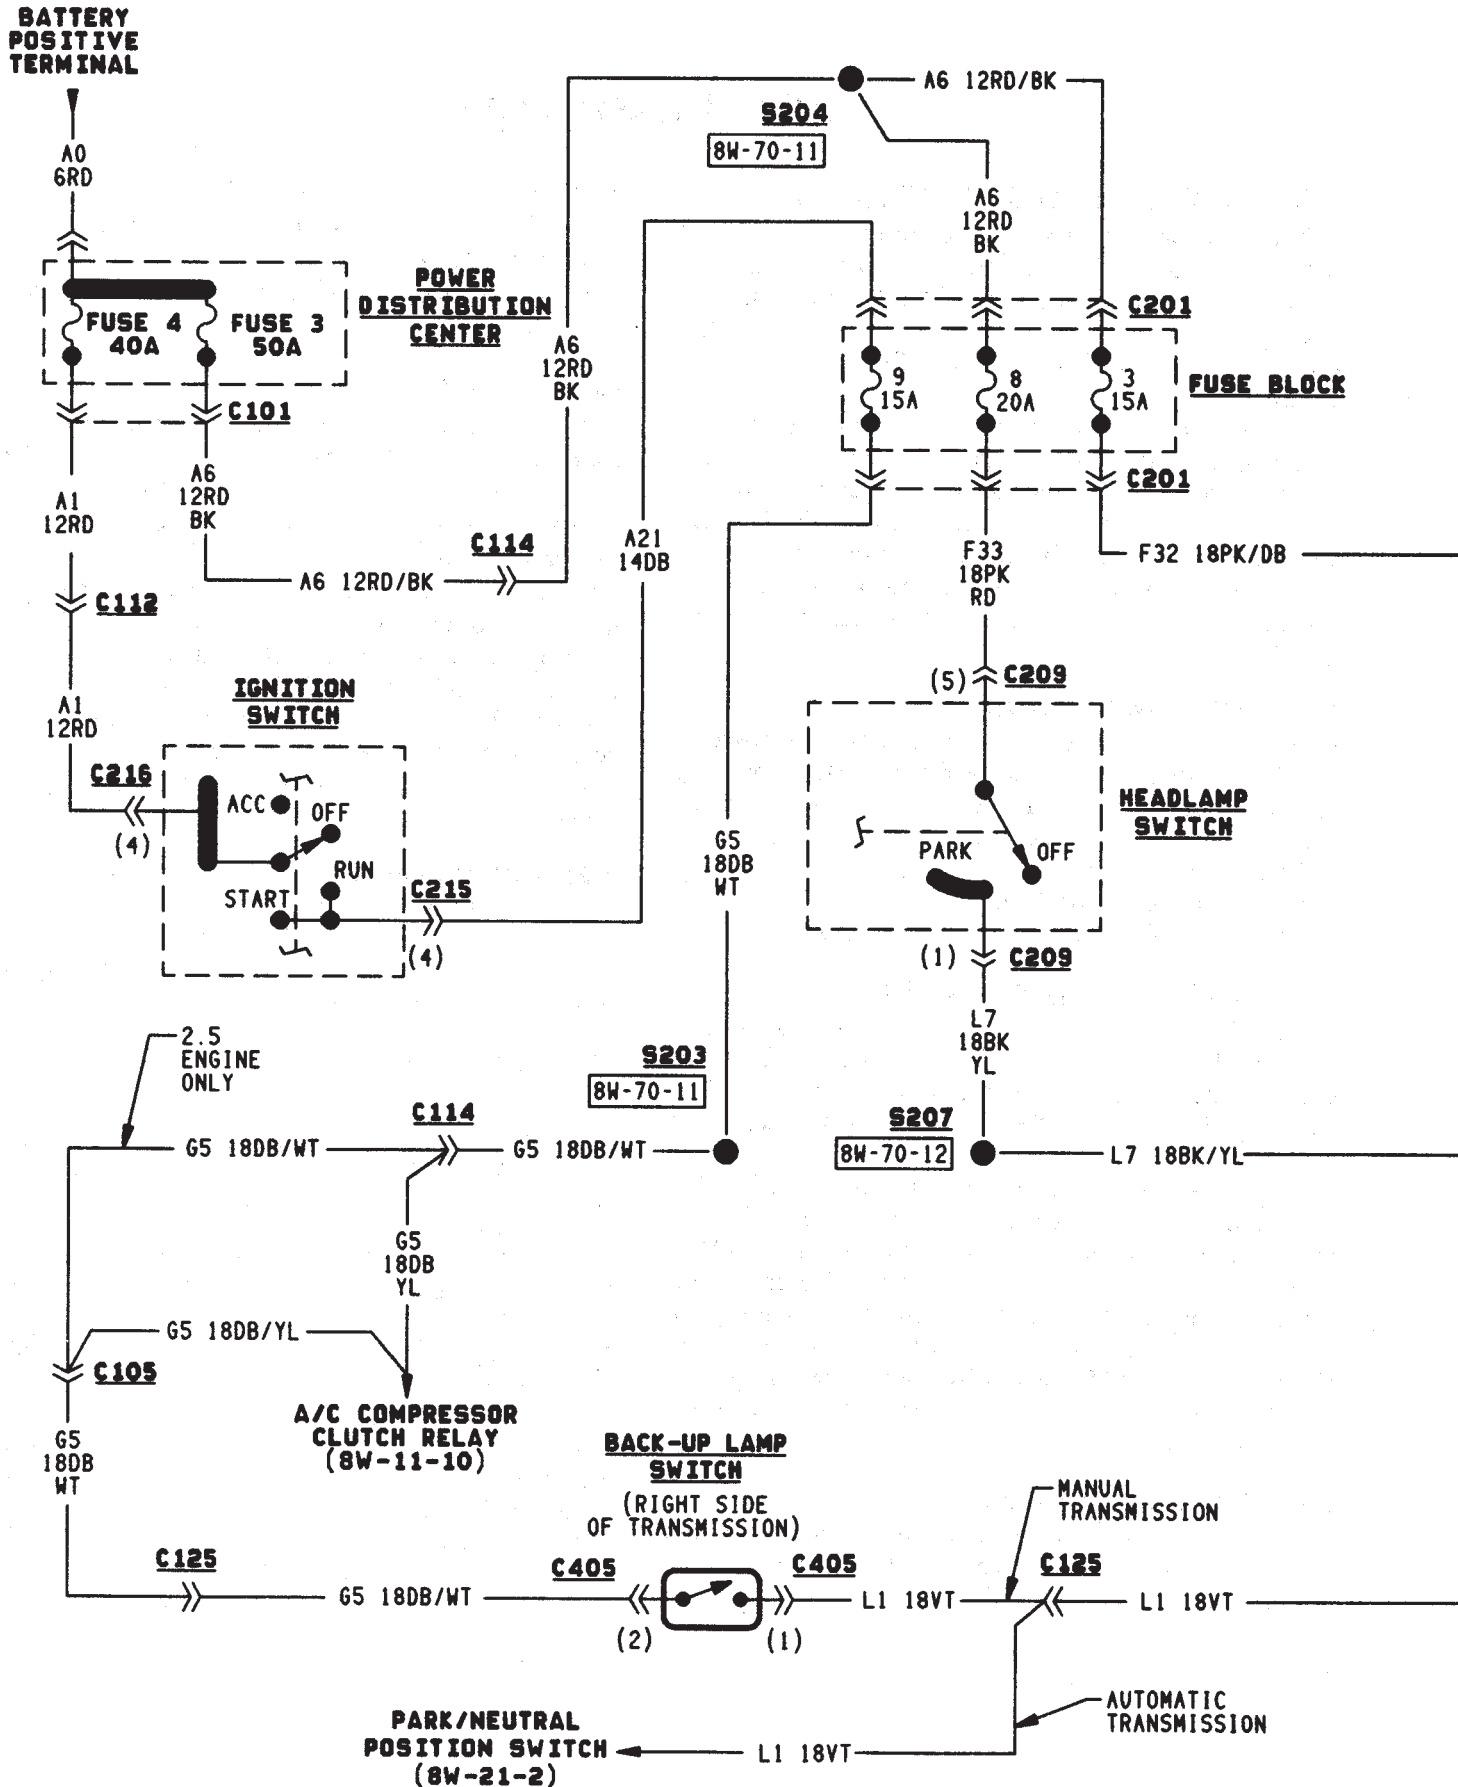 BATTERY
POSITIVE
TERMINAL
A0
6RD
A6 12RD/BK
S204
8W-70-11
A6
12RD
BK
POWER
DISTRIBUTION
CENTER
FUSE 4
40A
FUSE 3
50A
C101
A6
12RD
BK
C201
9
15A
8
20A
3
15A
FUSE BLOCK
C201
A1
12RD
A6
12RD
BK
C114
A6 12RD/BK
A21
14DB
F33
18PK
RD
F32 18PK/DB
C112
A1
12RD
IGNITION
SWITCH
C216
(4)
ACC
OFF
RUN
START
C215
(4)
(5)
C209
HEADLAMP
SWITCH
PARK
OFF
(1)
C209
G5
18DB
WT
L7
18BK
YL
2.5
ENGINE
ONLY
S203
8W-70-11
C114
G5 18DB/WT
G5 18DB/WT
S207
8W-70-12
L7 18BK/YL
G5
18DB
YL
G5 18DB/YL
C105
A/C COMPRESSOR
CLUTCH RELAY
(8W-11-10)
G5
18DB
WT
BACK-UP LAMP
SWITCH
(RIGHT SIDE
OF TRANSMISSION)
MANUAL
TRANSMISSION
C125
G5 18DB/WT
C405
(2)
C405
(1)
L1 18VT
C125
L1 18VT
AUTOMATIC
TRANSMISSION
PARK/NEUTRAL
POSITION SWITCH
(8W-21-2)
L1 18VT